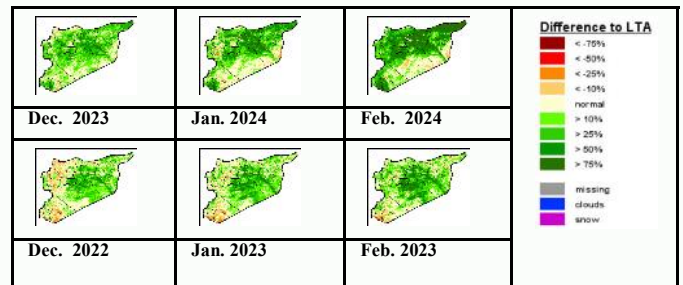 Dec. 2023
Jan. 2024
Feb. 2024
Dec. 2022
Jan. 2023
Feb. 2023
Difference to LTA
< -75%
< -50%
< -25%
< -10%
normal
> 10%
> 25%
> 50%
> 75%
missing
clouds
snow